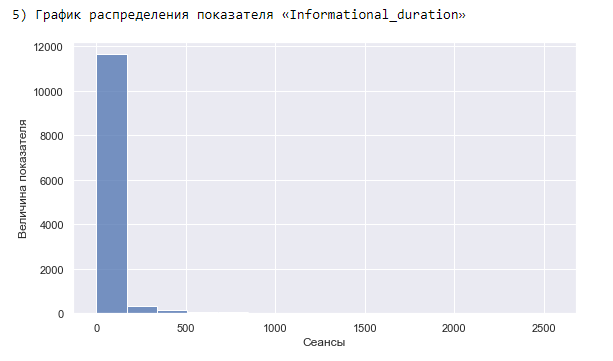 5) График распределения показателя «Informational_duration»
12000
10000
8000
6000
4000
2000
0
Величина показателя
0 500 1000 1500 2000 2500
Сеансы